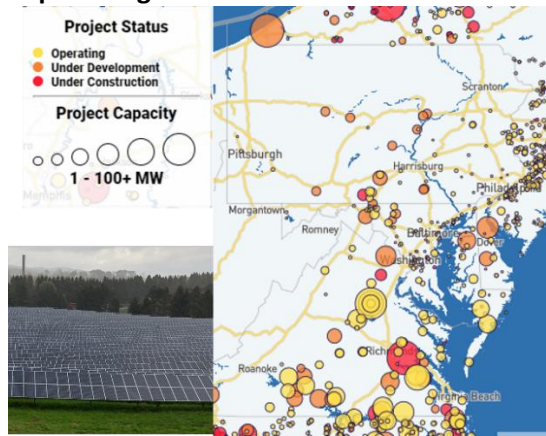 Project Status
Operating
Under Development
Under Construction
Project Capacity
1 - 100+ MW
Memphis
Scranton
Pittsburgh
Harrisburg
Philadelphia
Morgantown
Romney
Baltimore
Dover
Washington
Roanoke
Virginia Beach